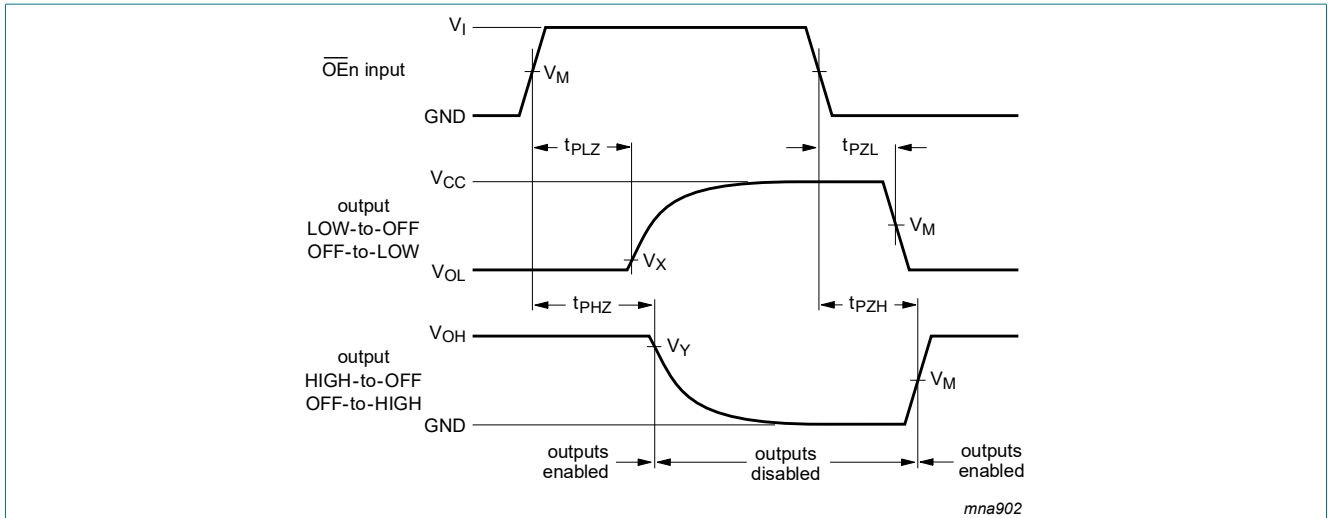 V_I
O̅E̅n input
V_M
GND
t_PLZ
t_PZL
V_CC
output
LOW-to-OFF
OFF-to-LOW
V_M
V_X
V_OL
t_PHZ
t_PZH
V_OH
output
HIGH-to-OFF
OFF-to-HIGH
V_Y
V_M
GND
outputs
enabled
outputs
disabled
outputs
enabled
mna902